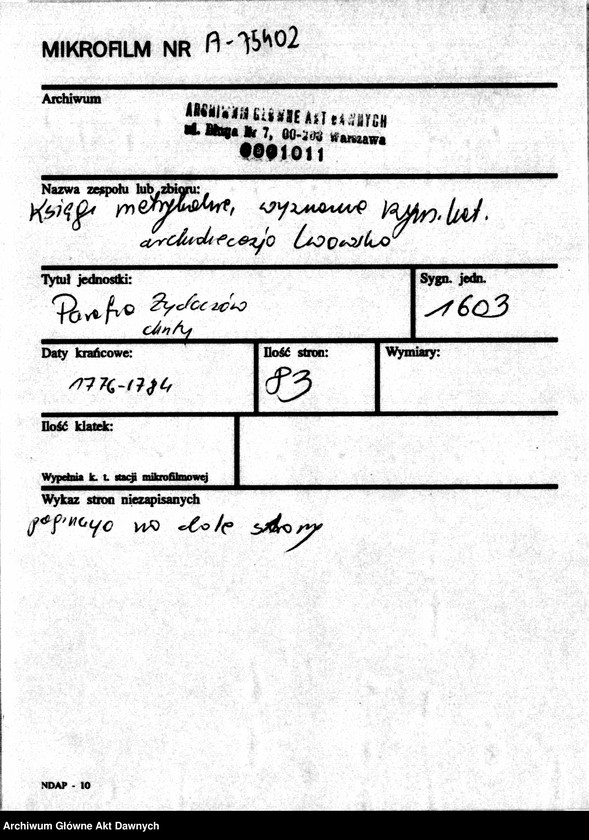 MIKROFILM NR A-75402
Archiwum
ARCHIWUM GŁÓWNE AKT DAWNYCH
ul. Długa Nr 7, 00-263 Warszawa
0001011
Nazwa zespołu lub zbioru:
Księgi metrykalne, wyznanie rzym. kat.
archidiecezja lwowska
Tytuł jednostki:
Sygn. jedn.
Parafia Żydaczów
1603
chrzty
Daty krańcowe:
Ilość stron:
Wymiary:
1776-1784
83
Ilość klatek:
Wypełnia k. t. stacji mikrofilmowej
Wykaz stron niezapisanych
paginacja na dole strony
NDAP - 10
Archiwum Główne Akt Dawnych